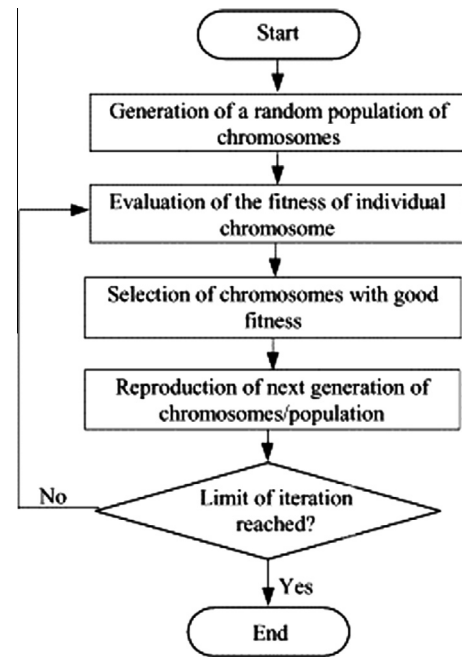 Start
Generation of a random population of
chromosomes
Evaluation of the fitness of individual
chromosome
Selection of chromosomes with good
fitness
Reproduction of next generation of
chromosomes/population
Limit of iteration
reached?
No
Yes
End